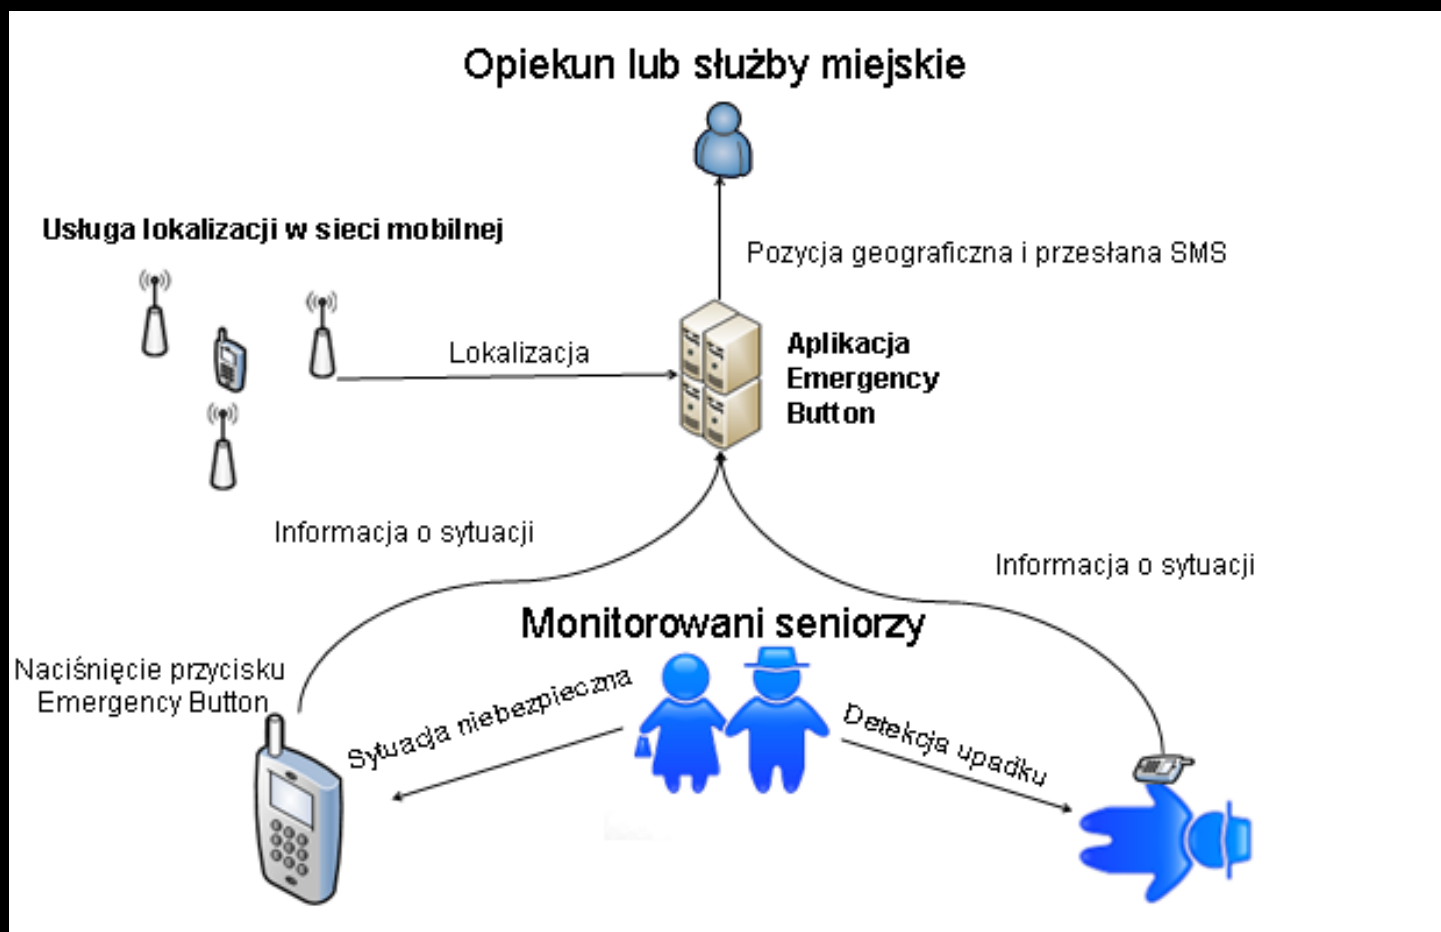 Opiekun lub służby miejskie
Usługa lokalizacji w sieci mobilnej
Pozycja geograficzna i przesłana SMS
Lokalizacja
Aplikacja
Emergency
Button
Informacja o sytuacji
Informacja o sytuacji
Monitorowani seniorzy
Naciśnięcie przycisku
Emergency Button
Sytuacja niebezpieczna
Detekcja upadku